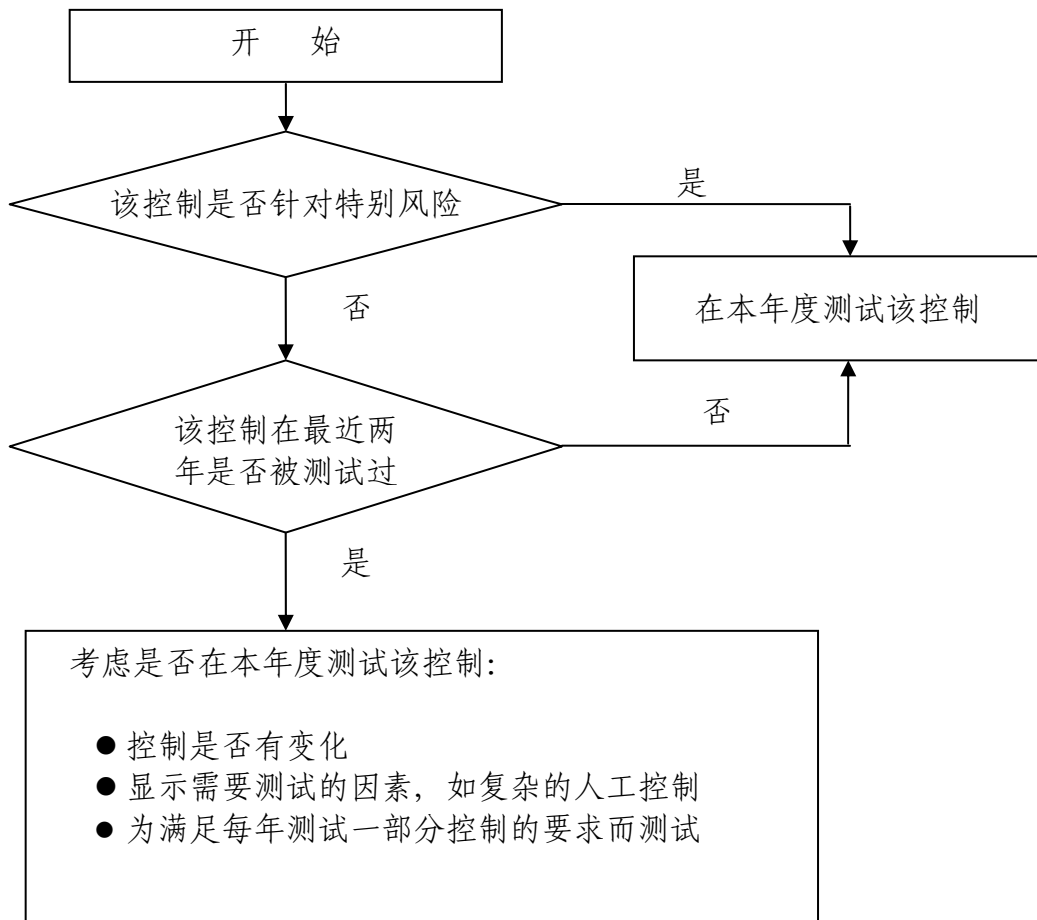 开 始
该控制是否针对特别风险
是
在本年度测试该控制
否
该控制在最近两
年是否被测试过
否
是
考虑是否在本年度测试该控制:
● 控制是否有变化
● 显示需要测试的因素，如复杂的人工控制
● 为满足每年测试一部分控制的要求而测试